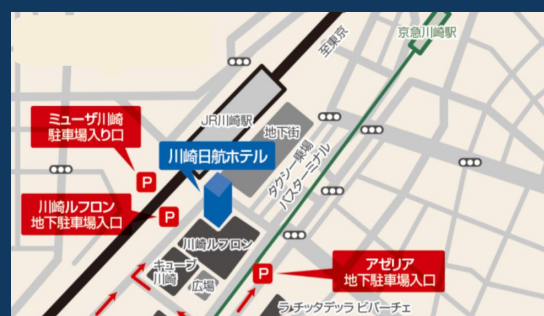 京急川崎駅
至東京
JR川崎駅
ミューザ川崎
駐車場入り口
P
地下街
川崎日航ホテル
タクシー乗場
バスターミナル
川崎ルフロン
地下駐車場入口
P
川崎ルフロン
キューブ
川崎
広場
P
アゼリア
地下駐車場入口
ラ チッタデッラ ビバーチェ